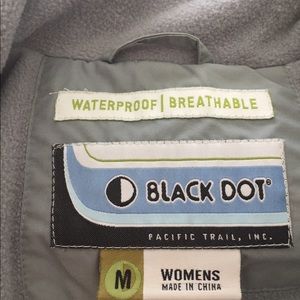 WATERPROOF | BREATHABLE
BLACK DOT®
PACIFIC TRAIL, INC.
M WOMENS
MADE IN CHINA